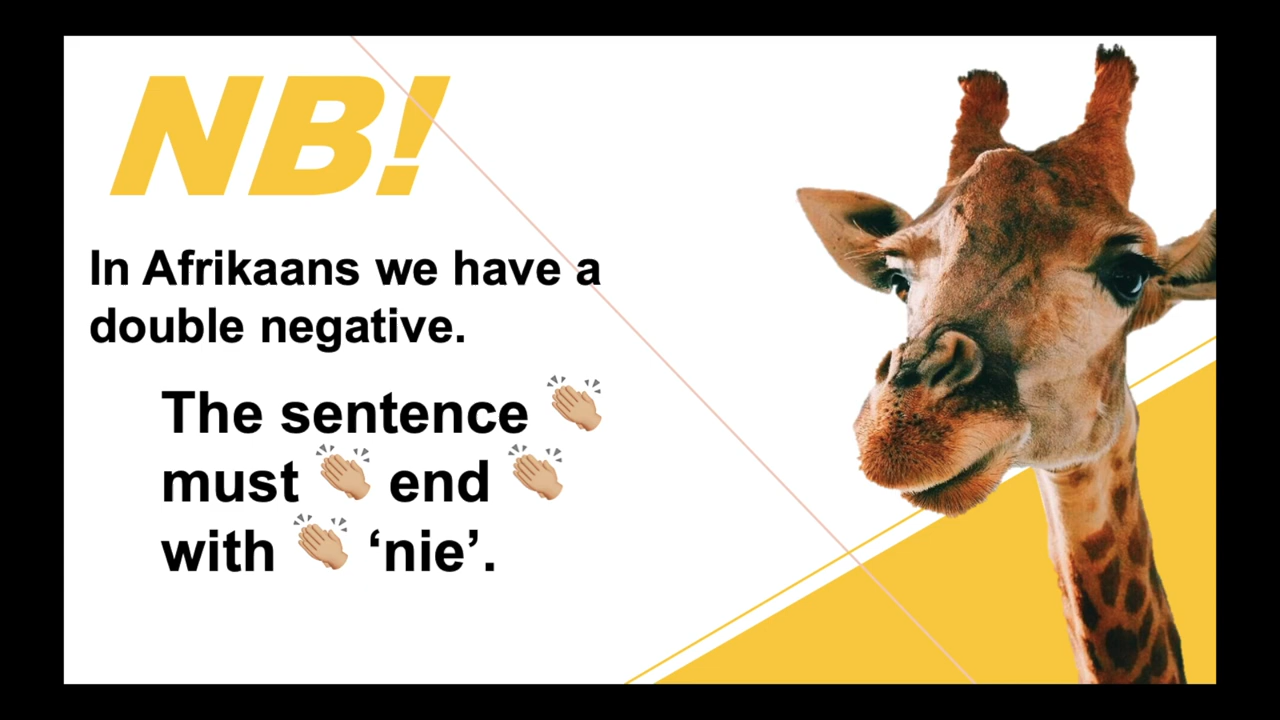 NB!
In Afrikaans we have a
double negative.
The sentence 👏🏼
must 👏🏼 end 👏🏼
with 👏🏼 ‘nie’.